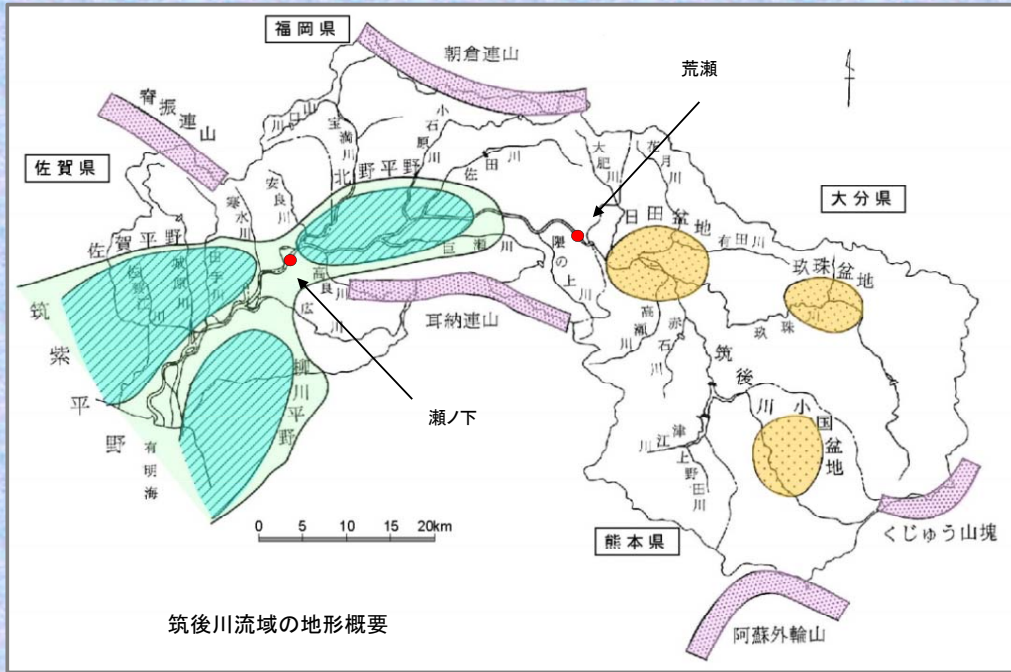 福岡県
朝倉連山
荒瀬
脊振連山
佐賀県
大分県
熊本県
山口川
宝満川
小石原川
佐田川
大肥川
花月川
北野平野
安良川
寒水川
佐賀平野
城原川
田手川
巨瀬川
隈の上川
日田盆地
有田川
玖珠盆地
玖珠川
高良川
広川
耳納連山
高瀬川
赤石川
筑後川
小国盆地
津江川
上野田川
筑紫平野
柳川平野
有明海
瀬ノ下
0 5 10 15 20km
くじゅう山塊
阿蘇外輪山
筑後川流域の地形概要